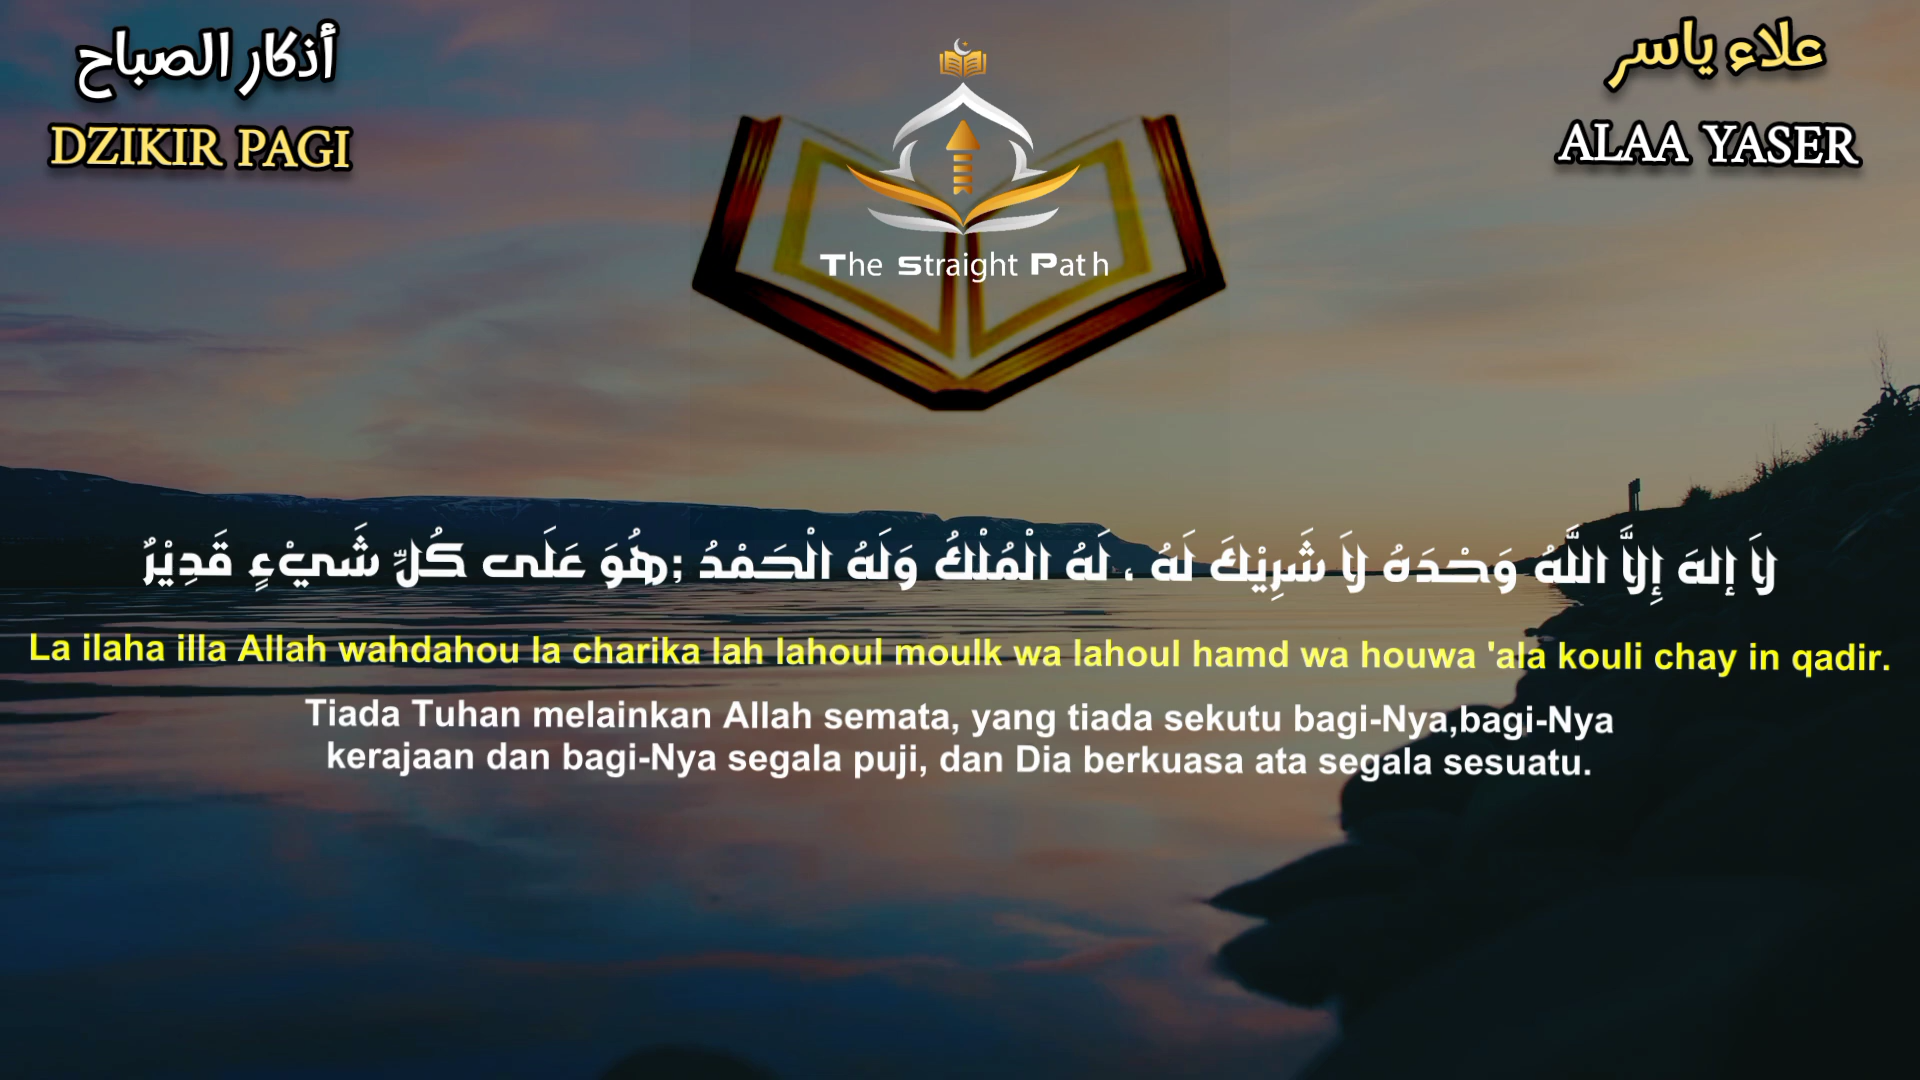 أذكار الصباح
DZIKIR PAGI
علاء ياسر
ALAA YASER
The Straight Path
لاَ إلهَ إِلاَّ اللَّهُ وَحْدَهُ لاَ شَرِيْكَ لَهُ ، لَهُ الْمُلْكُ وَلَهُ الْحَمْدُ ;هُوَ عَلَى كُلِّ شَيْءٍ قَدِيْرٌ
La ilaha illa Allah wahdahou la charika lah lahoul moulk wa lahoul hamd wa houwa 'ala kouli chay in qadir.
Tiada Tuhan melainkan Allah semata, yang tiada sekutu bagi-Nya,bagi-Nya
kerajaan dan bagi-Nya segala puji, dan Dia berkuasa ata segala sesuatu.